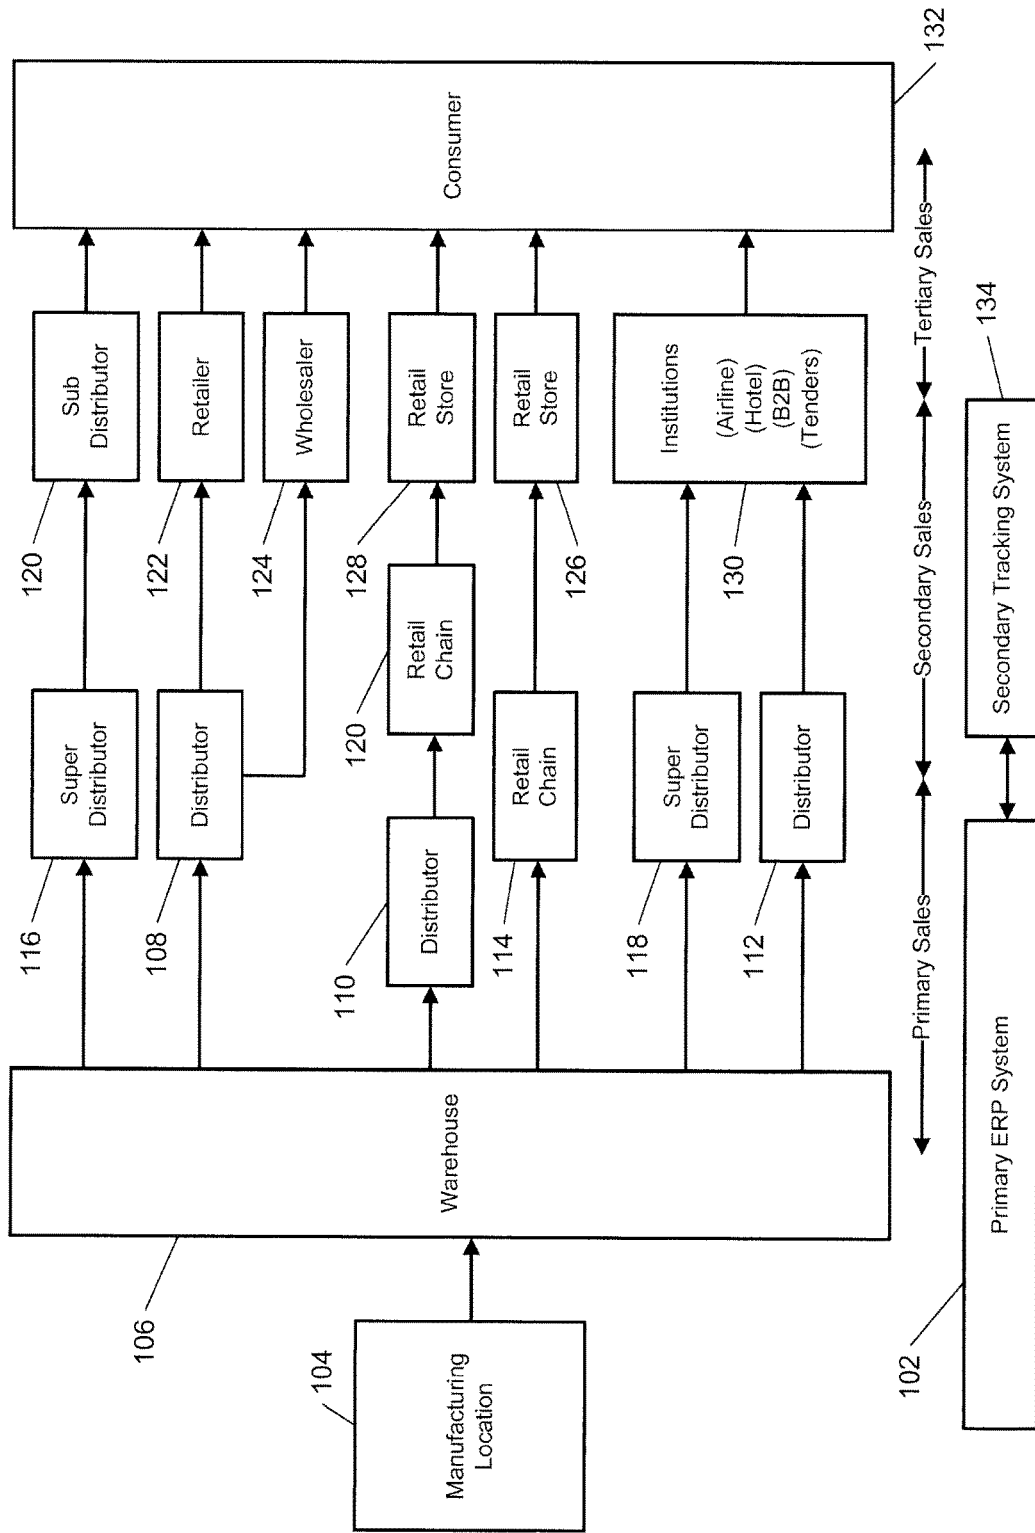 104
Manufacturing
Location
106
Warehouse
116
Super
Distributor
120
Sub
Distributor
108
Distributor
122
Retailer
124
Wholesaler
110
Distributor
120
Retail
Chain
128
Retail
Store
114
Retail
Chain
126
Retail
Store
118
Super
Distributor
112
Distributor
130
Institutions
(Airline)
(Hotel)
(B2B)
(Tenders)
Consumer
132
Primary Sales
Secondary Sales
Tertiary Sales
102
Primary ERP System
Secondary Tracking System
134